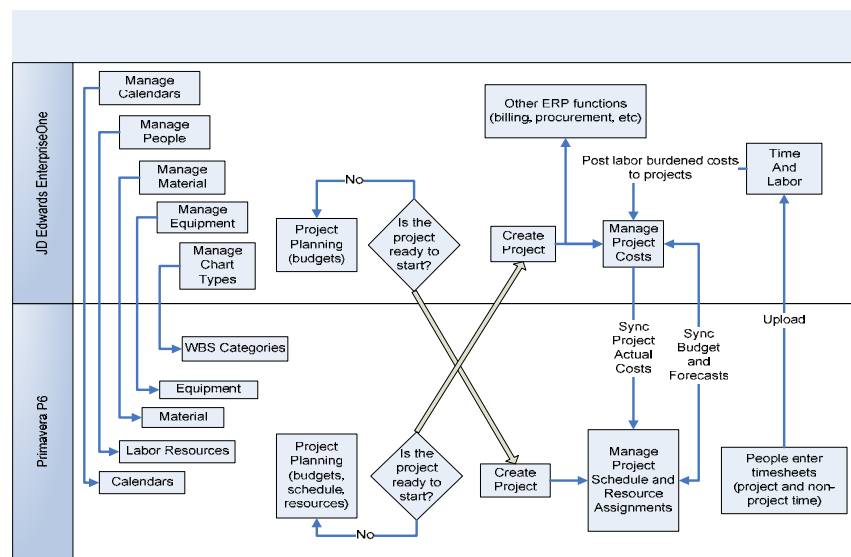 JD Edwards EnterpriseOne
Manage
Calendars
Manage
People
Manage
Material
Manage
Equipment
Manage
Chart
Types
No
Project
Planning
(budgets)
Is the
project
ready to
start?
Other ERP functions
(billing, procurement, etc)
Create
Project
Post labor burdened costs
to projects
Manage
Project
Costs
Time
And
Labor
Primavera P6
WBS Categories
Equipment
Material
Labor Resources
Calendars
Project
Planning
(budgets,
schedule,
resources)
Is the
project
ready to
start?
No
Create
Project
Sync
Project
Actual
Costs
Sync
Budget
and
Forecasts
Upload
Manage
Project
Schedule and
Resource
Assignments
People enter
timesheets
(project and non-
project time)